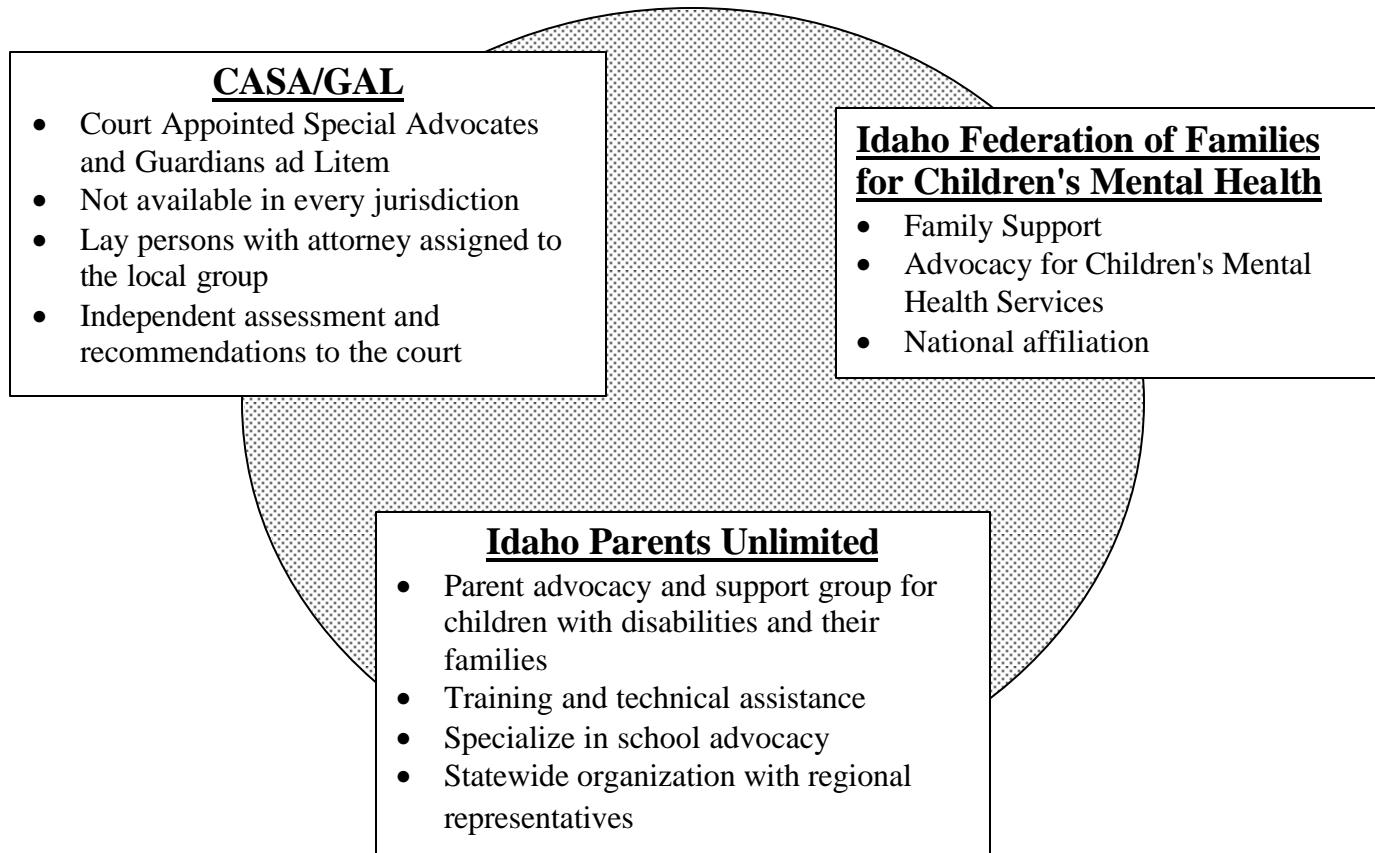 CASA/GAL
• Court Appointed Special Advocates
and Guardians ad Litem
• Not available in every jurisdiction
• Lay persons with attorney assigned to
the local group
• Independent assessment and
recommendations to the court
Idaho Federation of Families
for Children's Mental Health
• Family Support
• Advocacy for Children's Mental
Health Services
• National affiliation
Idaho Parents Unlimited
• Parent advocacy and support group for
children with disabilities and their
families
• Training and technical assistance
• Specialize in school advocacy
• Statewide organization with regional
representatives